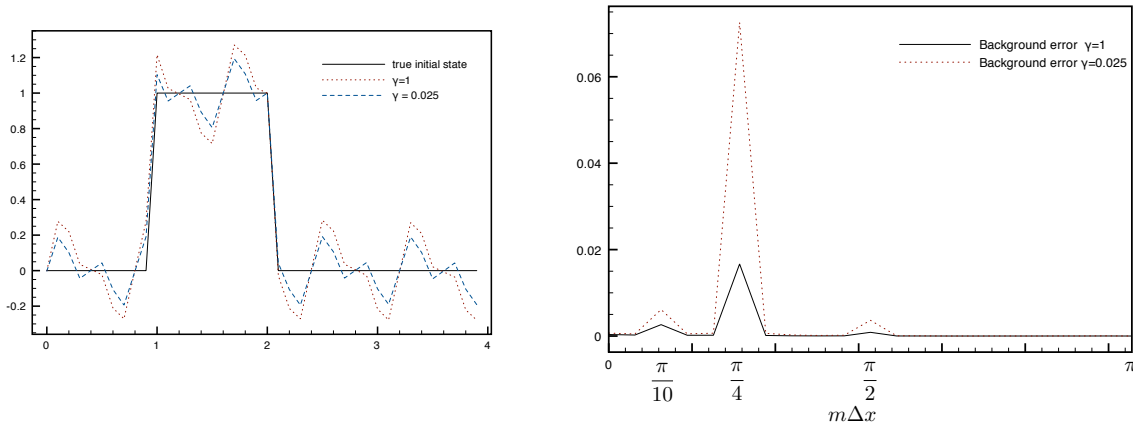 1.2
1
0.8
0.6
0.4
0.2
0
-0.2
0
1
2
3
4
true initial state
γ=1
γ = 0.025
0.06
0.04
0.02
0
Background error γ=1
Background error γ=0.025
0
π/10
π/4
π/2
π
mΔx